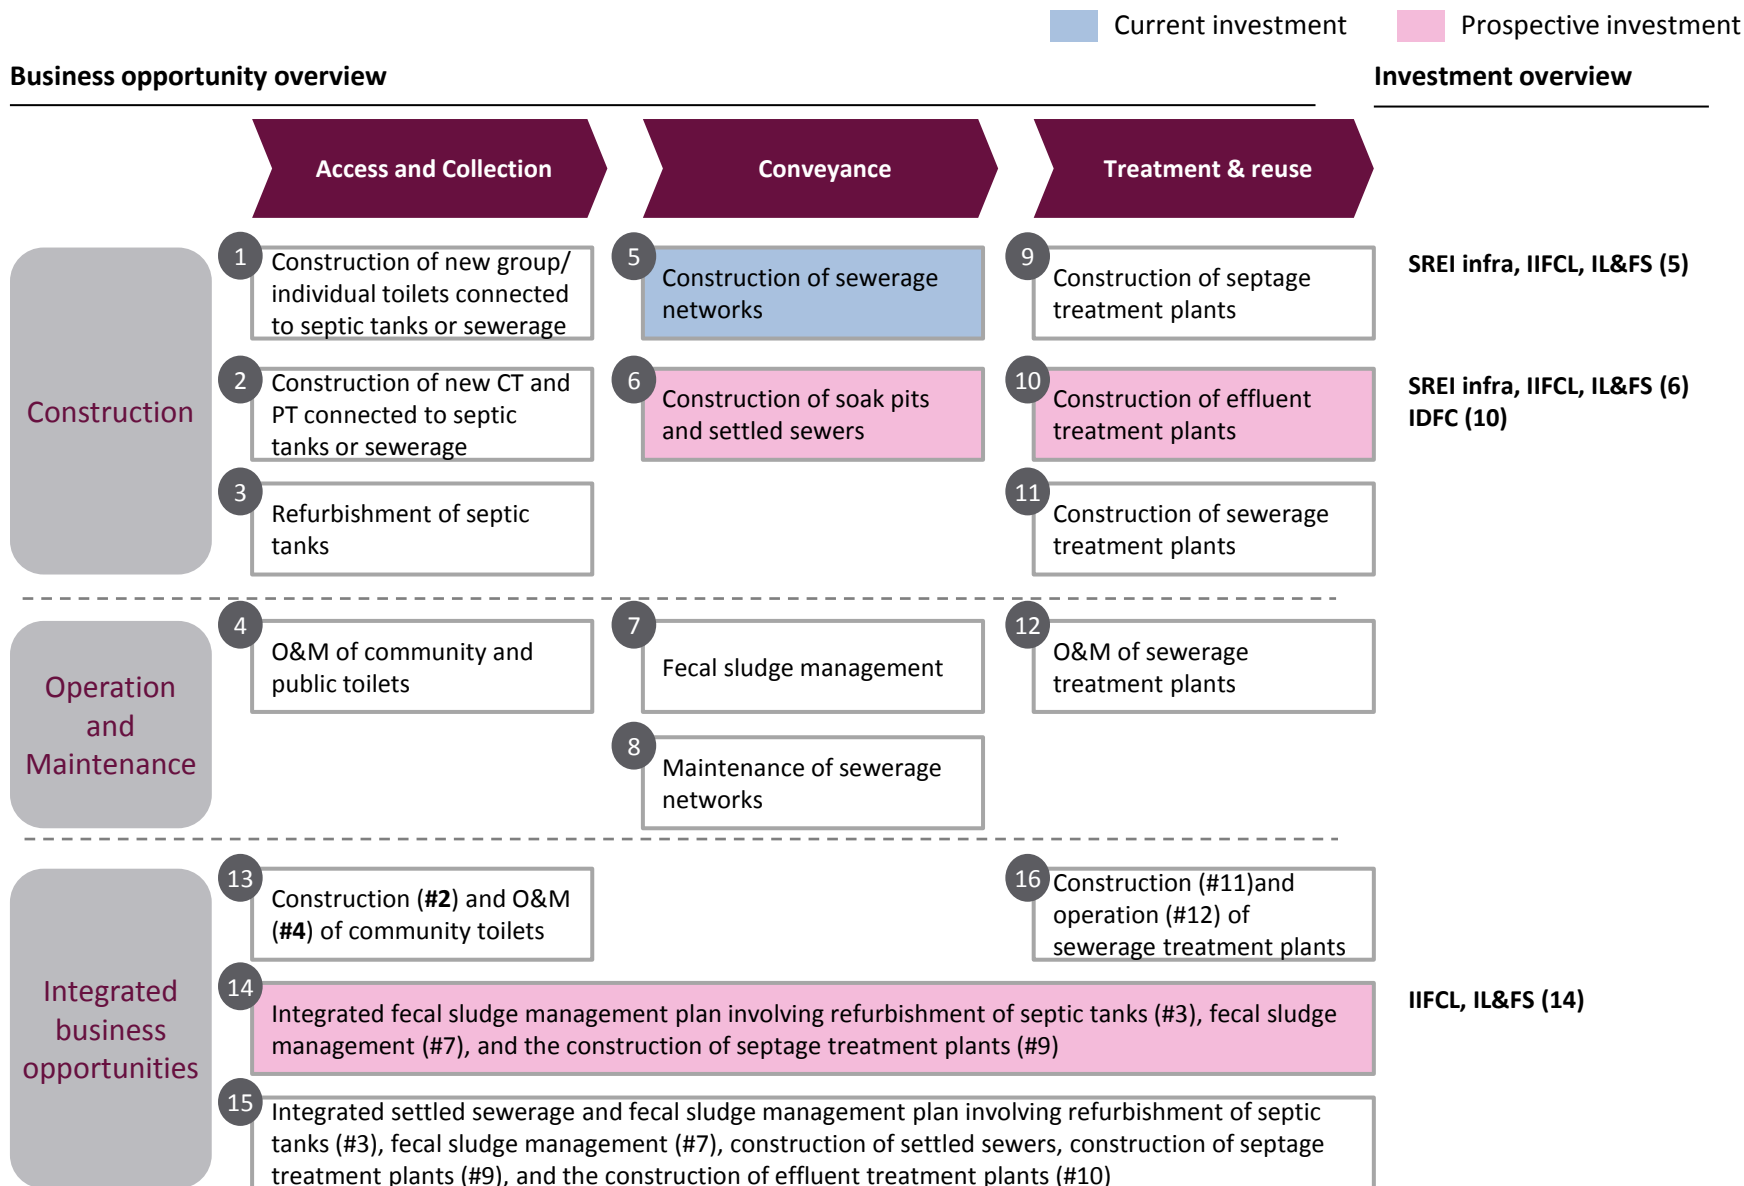 Current investment
Prospective investment
Business opportunity overview
Investment overview
Access and Collection
Conveyance
Treatment & reuse
Construction
1
Construction of new group/
individual toilets connected
to septic tanks or sewerage
5
Construction of sewerage
networks
9
Construction of septage
treatment plants
SREI infra, IIFCL, IL&FS (5)
2
Construction of new CT and
PT connected to septic
tanks or sewerage
6
Construction of soak pits
and settled sewers
10
Construction of effluent
treatment plants
SREI infra, IIFCL, IL&FS (6)
IDFC (10)
3
Refurbishment of septic
tanks
11
Construction of sewerage
treatment plants
Operation
and
Maintenance
4
O&M of community and
public toilets
7
Fecal sludge management
12
O&M of sewerage
treatment plants
8
Maintenance of sewerage
networks
Integrated
business
opportunities
13
Construction (#2) and O&M
(#4) of community toilets
16
Construction (#11)and
operation (#12) of
sewerage treatment plants
14
Integrated fecal sludge management plan involving refurbishment of septic tanks (#3), fecal sludge
management (#7), and the construction of septage treatment plants (#9)
IIFCL, IL&FS (14)
15
Integrated settled sewerage and fecal sludge management plan involving refurbishment of septic
tanks (#3), fecal sludge management (#7), construction of settled sewers, construction of septage
treatment plants (#9), and the construction of effluent treatment plants (#10)